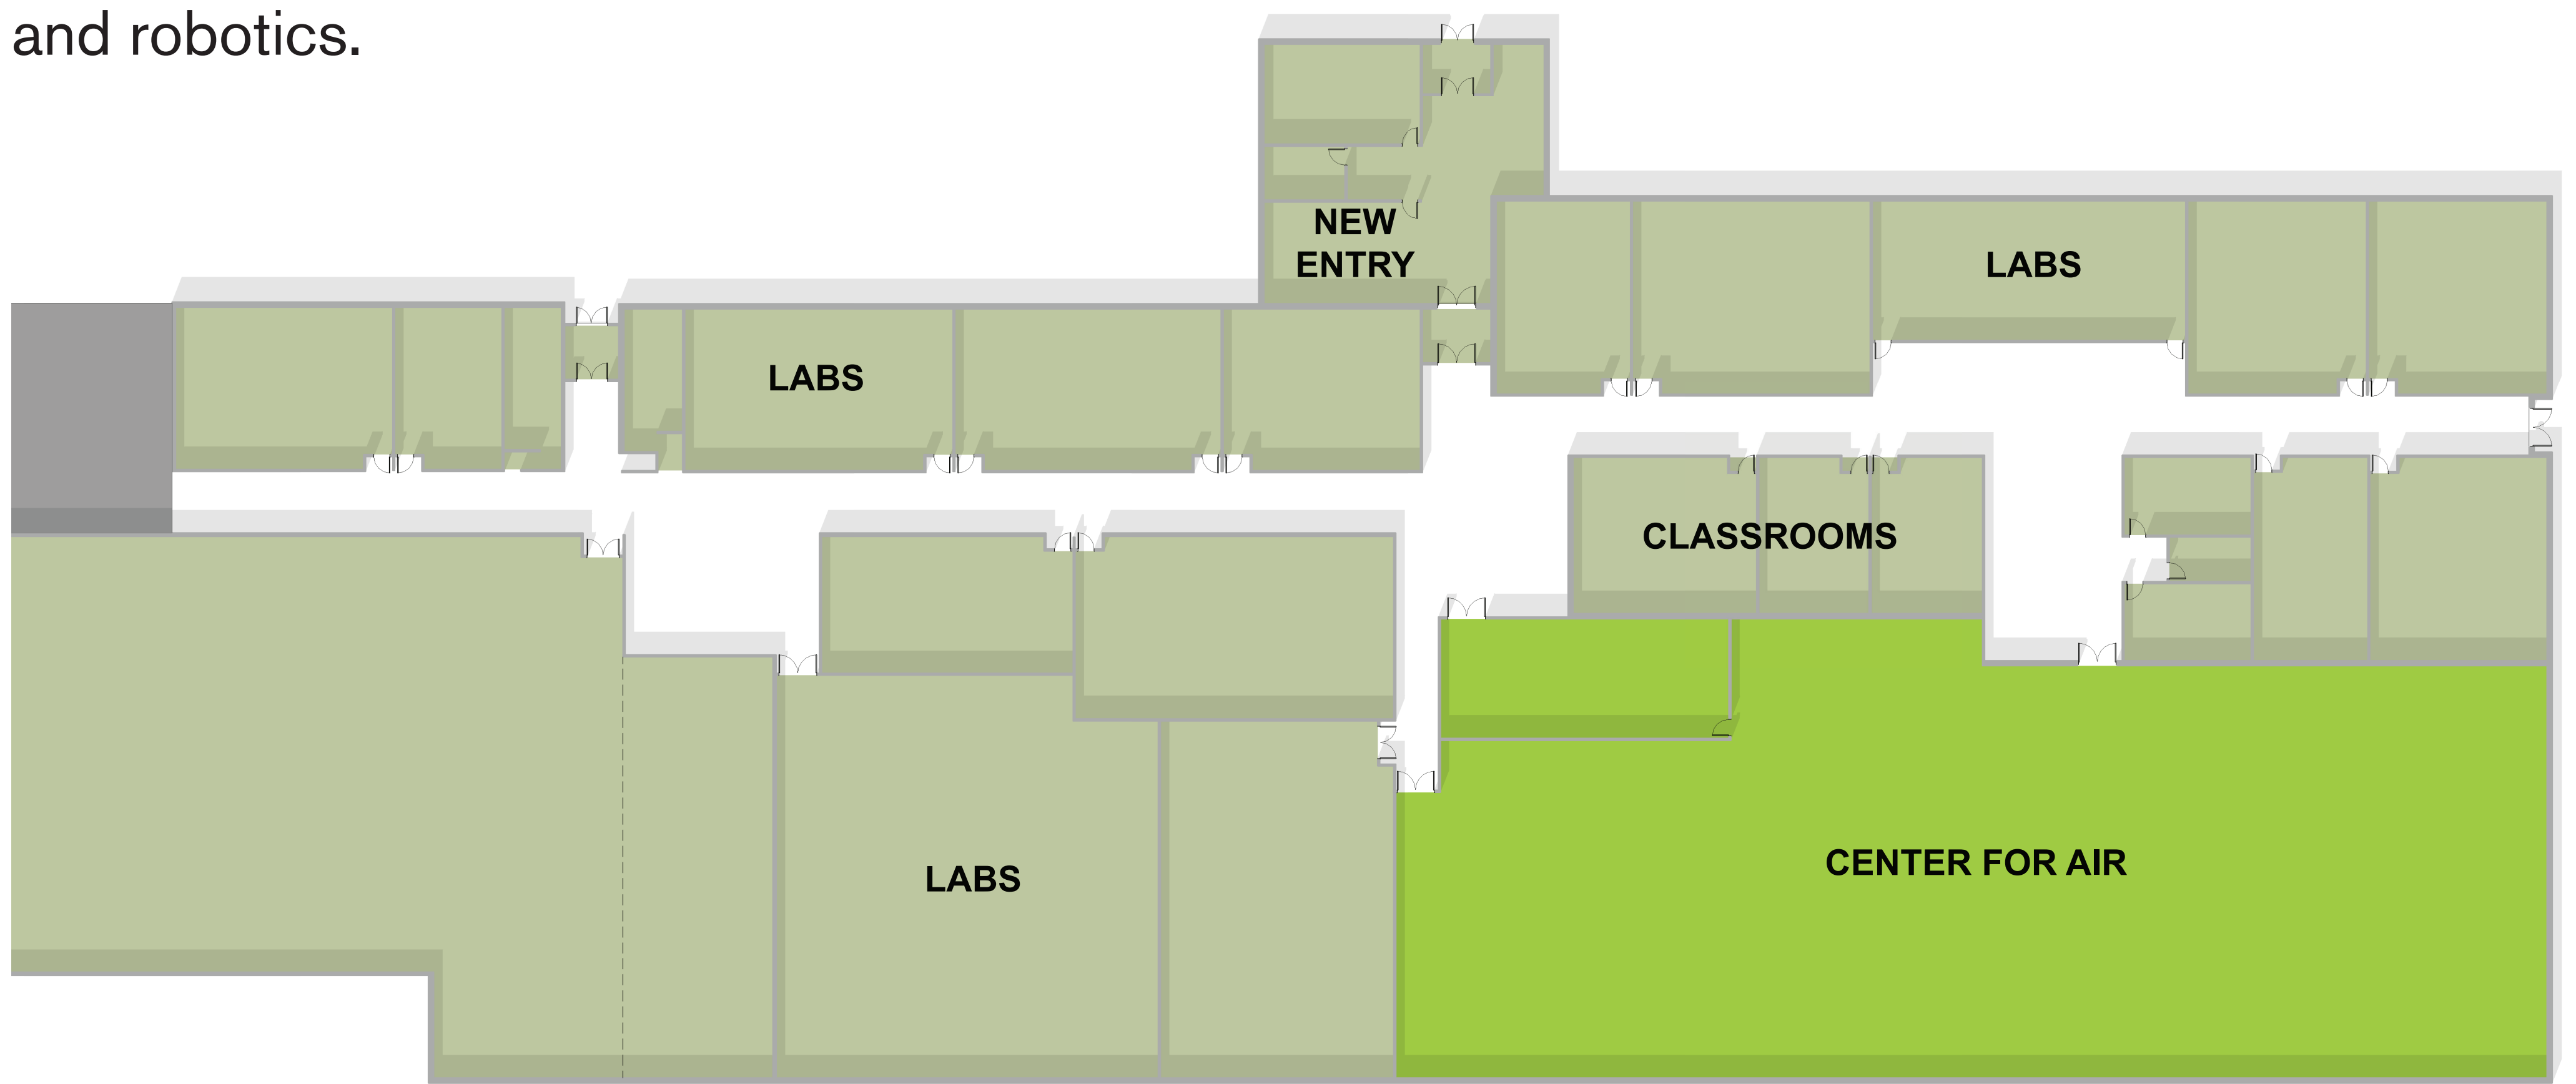 and robotics.
NEW
ENTRY
LABS
LABS
CLASSROOMS
CENTER FOR AIR
LABS